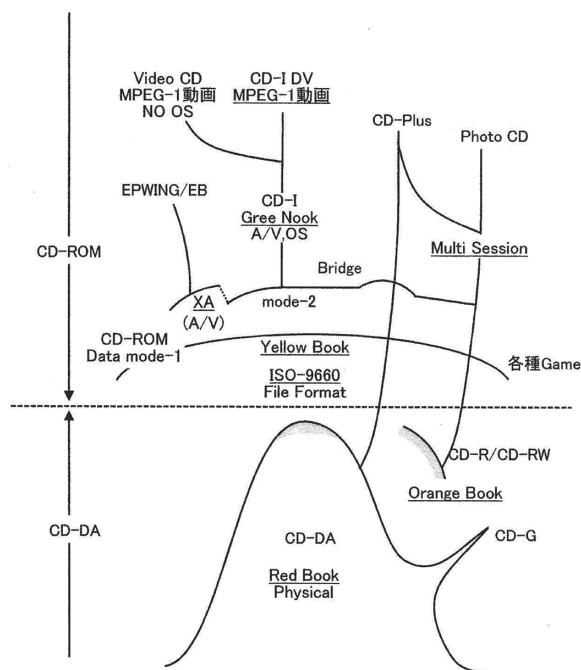 Video CD
MPEG-1動画
NO OS
CD-I DV
MPEG-1動画
CD-Plus
Photo CD
EPWING/EB
CD-I
Gree Nook
A/V,OS
Multi Session
CD-ROM
Bridge
XA
(A/V)
mode-2
CD-ROM
Data mode-1
Yellow Book
各種Game
ISO-9660
File Format
CD-R/CD-RW
Orange Book
CD-DA
CD-DA
CD-G
Red Book
Physical